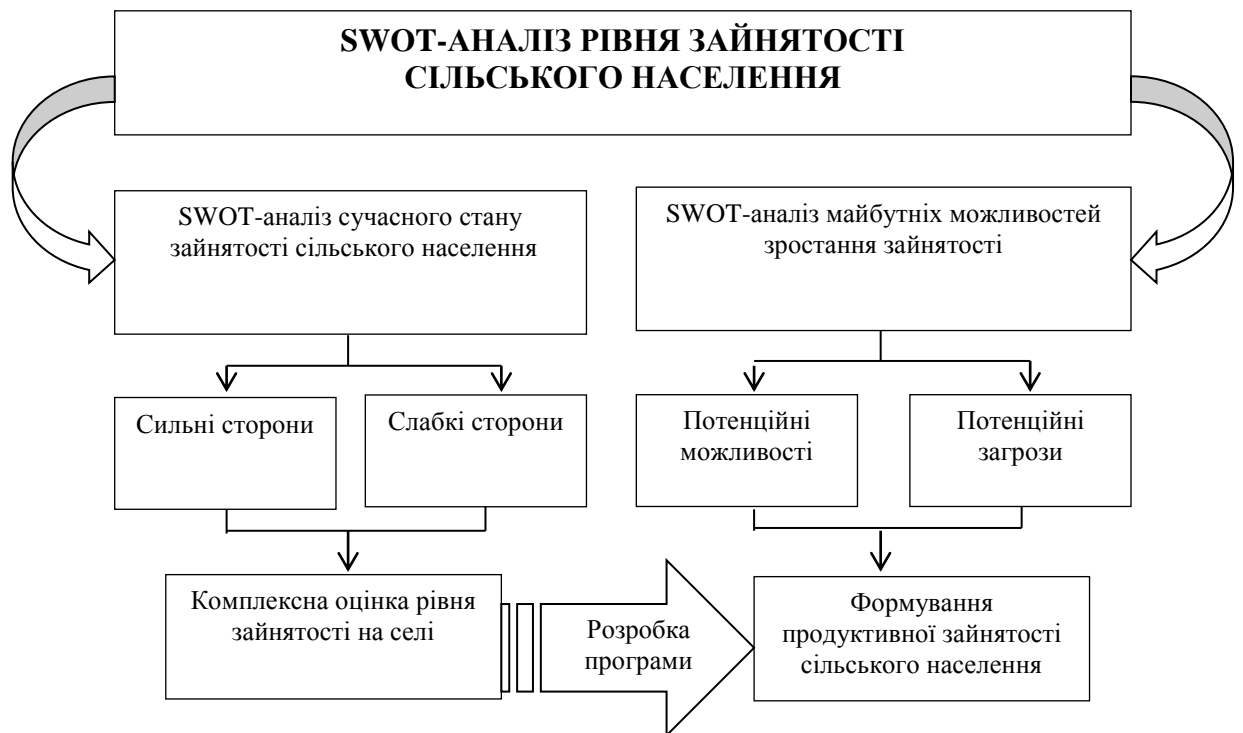 SWOT-АНАЛІЗ РІВНЯ ЗАЙНЯТОСТІ
СІЛЬСЬКОГО НАСЕЛЕННЯ
SWOT-аналіз сучасного стану
зайнятості сільського населення
SWOT-аналіз майбутніх можливостей
зростання зайнятості
Сильні сторони
Слабкі сторони
Потенційні
можливості
Потенційні
загрози
Комплексна оцінка рівня
зайнятості на селі
Розробка
програми
Формування
продуктивної зайнятості
сільського населення